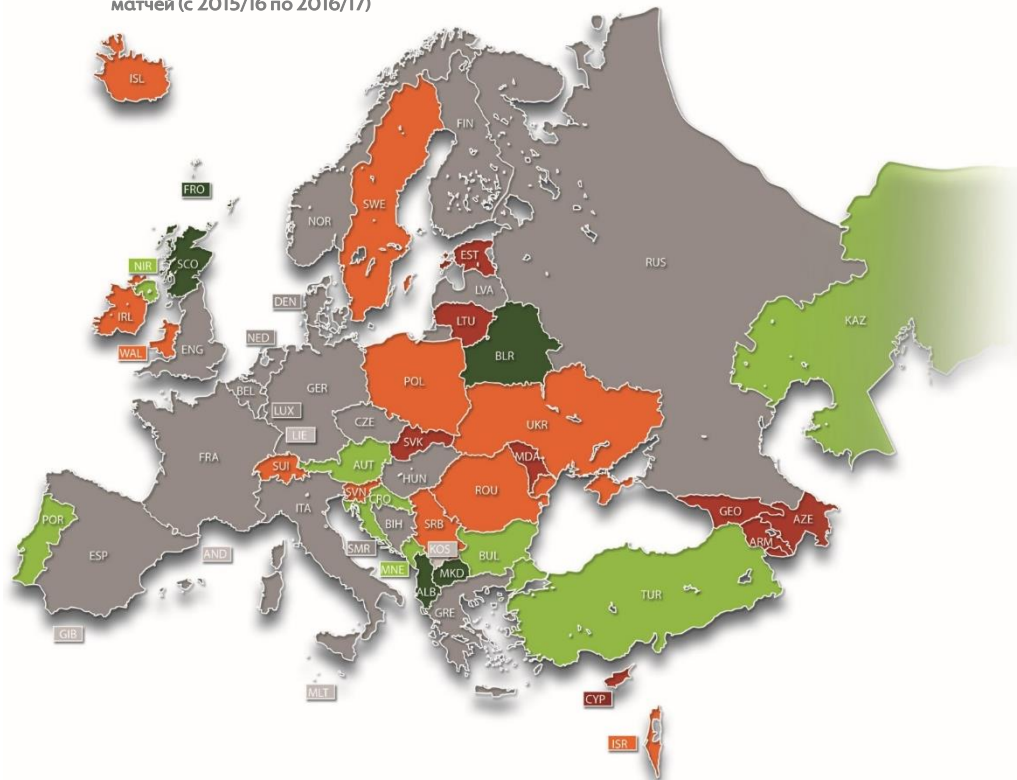 матчей (с 2015/16 по 2016/17)
ISL
FIN
FRO
SWE
NOR
SCO
RUS
EST
NIR
LVA
DEN
IRL
LTU
KAZ
NED
WAL
ENG
BLR
POL
GER
BEL
LUX
CZE
UKR
LIE
SVK
FRA
MDA
SUI
AUT
HUN
ROU
SVN
CRO
ITA
GEO
AZE
POR
SRB
BIH
ARM
ESP
AND
SMR
KOS
BUL
MNE
MKD
ALB
TUR
GRE
GIB
MLT
CYP
ISR